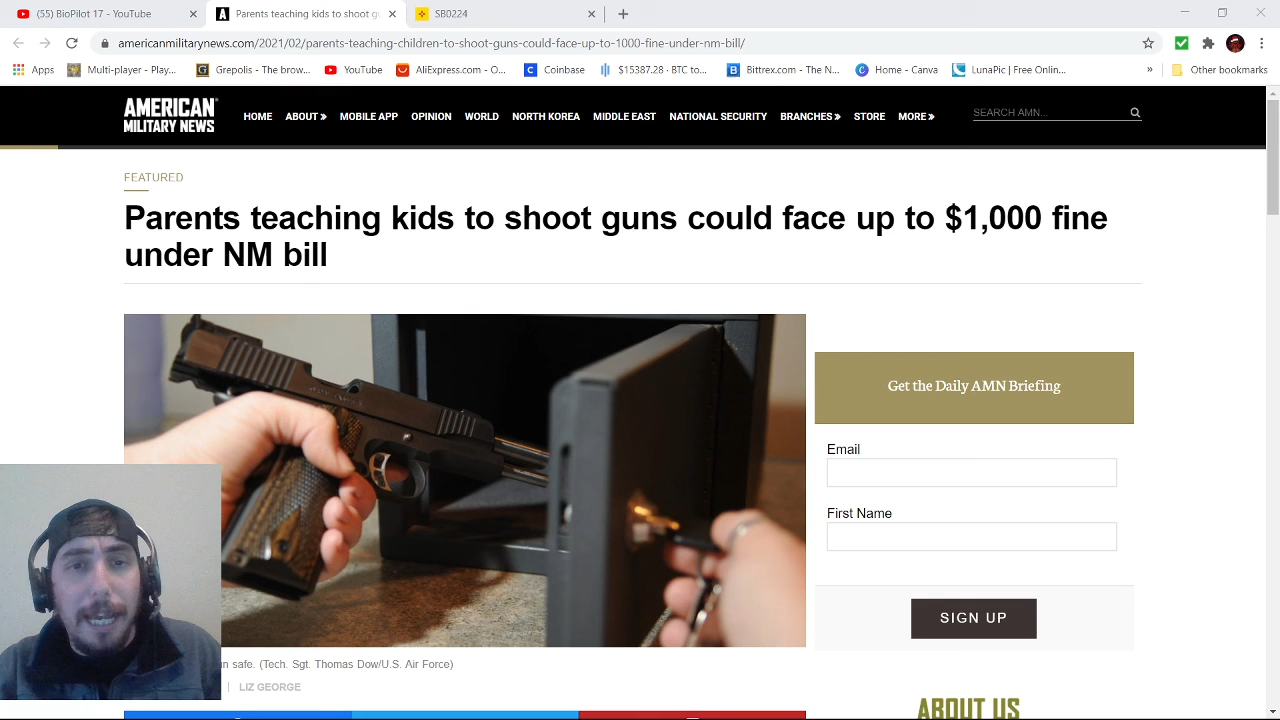 (55) BioPilot 17 - YouTube
Parents teaching kids to shoot gu
SB0224
americanmilitarynews.com/2021/02/parents-teaching-children-to-shoot-guns-could-face-up-to-1000-fine-under-nm-bill/
Apps
Multi-player - Play...
Grepolis - The brow...
YouTube
AliExpress.com - O...
Coinbase
$15387.28 - BTC to...
Bittrex.com - The N...
Home - Canva
LunaPic | Free Onlin...
»
Other bookmarks
AMERICAN
MILITARY NEWS
HOME
ABOUT »
MOBILE APP
OPINION
WORLD
NORTH KOREA
MIDDLE EAST
NATIONAL SECURITY
BRANCHES »
STORE
MORE »
SEARCH AMN...
FEATURED
Parents teaching kids to shoot guns could face up to $1,000 fine
under NM bill
Get the Daily AMN Briefing
Email
First Name
SIGN UP
safe. (Tech. Sgt. Thomas Dow/U.S. Air Force)
| LIZ GEORGE
ABOUT US